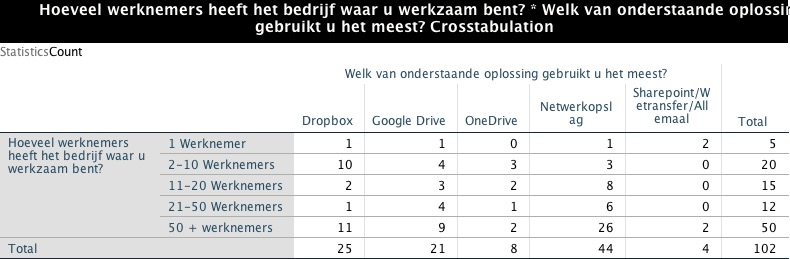 Hoeveel werknemers heeft het bedrijf waar u werkzaam bent? * Welk van onderstaande
gebruikt u het meest? Crosstabulation
StatisticsCount
Welk van onderstaande oplossing gebruikt u het meest?
Dropbox Google Drive OneDrive Netwerkopsl ag Sharepoint/W etransfer/All emaal Total
Hoeveel werknemers heeft het bedrijf waar u werkzaam bent?
1 Werknemer 1 1 0 1 2 5
2-10 Werknemers 10 4 3 3 0 20
11-20 Werknemers 2 3 2 8 0 15
21-50 Werknemers 1 4 1 6 0 12
50 + werknemers 11 9 2 26 2 50
Total 25 21 8 44 4 102